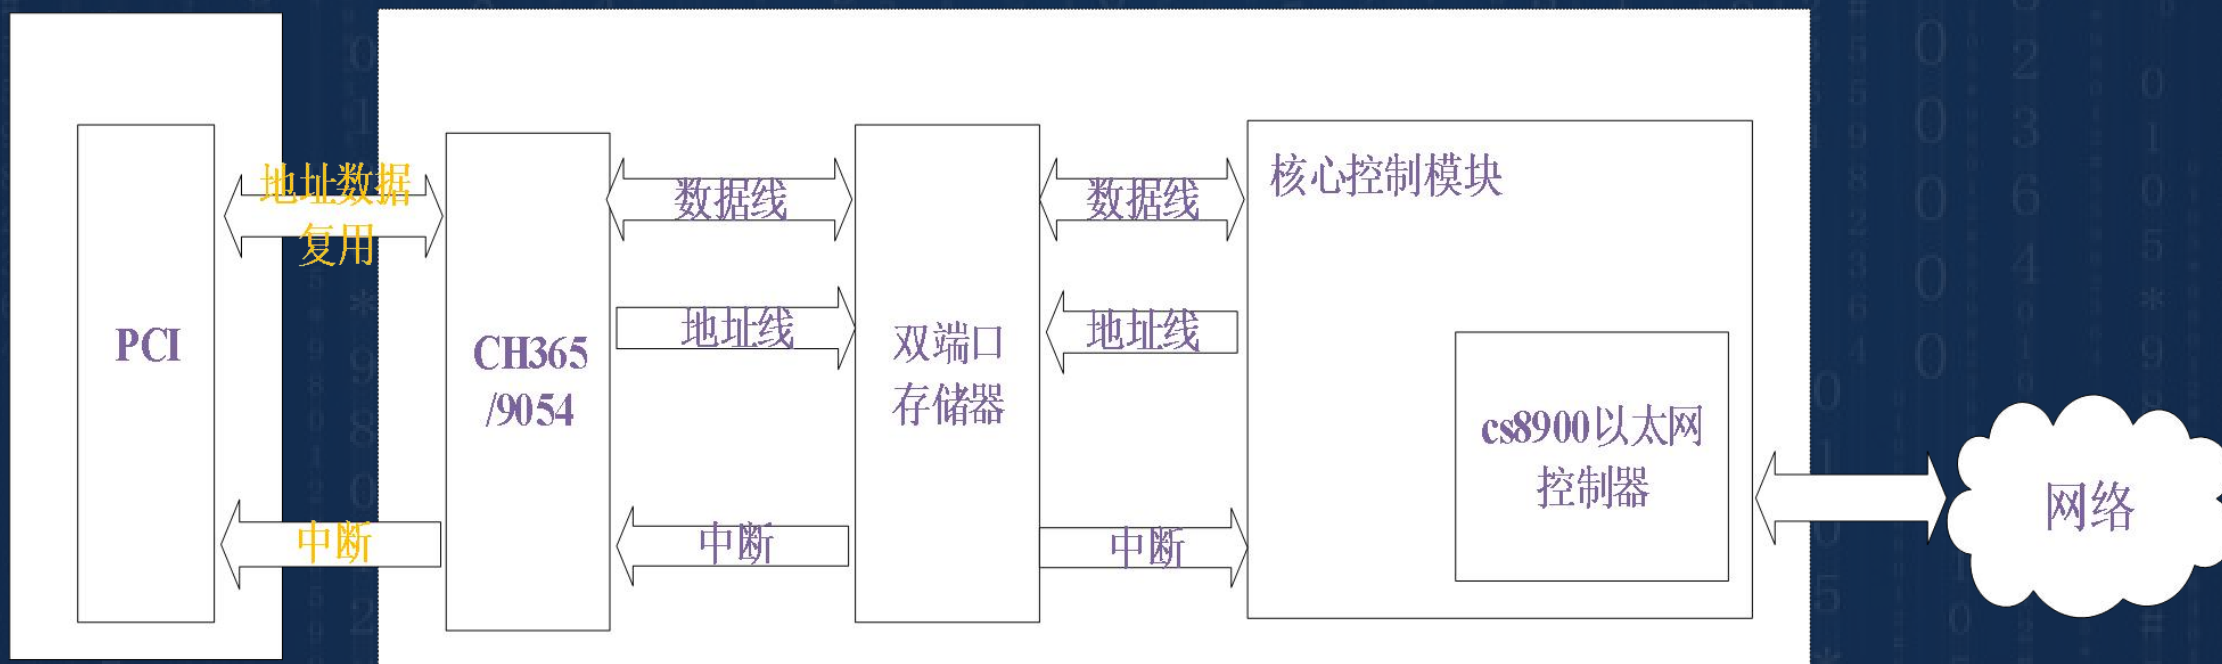 PCI
地址数据
复用
中断
CH365
/9054
数据线
地址线
中断
双端口
存储器
数据线
地址线
中断
核心控制模块
cs8900以太网
控制器
网络